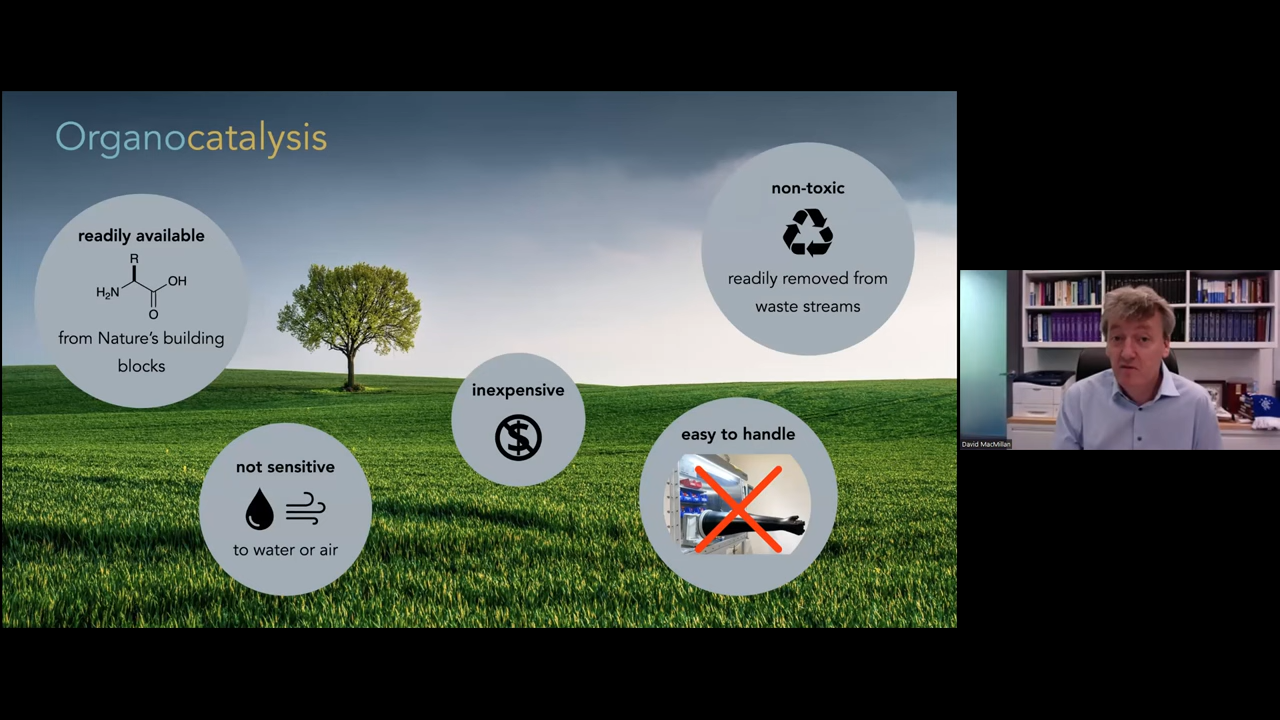 Organocatalysis
readily available
R
H₂N
OH
O
from Nature's building
blocks
non-toxic
readily removed from
waste streams
inexpensive
$
easy to handle
not sensitive
to water or air
David MacMillan